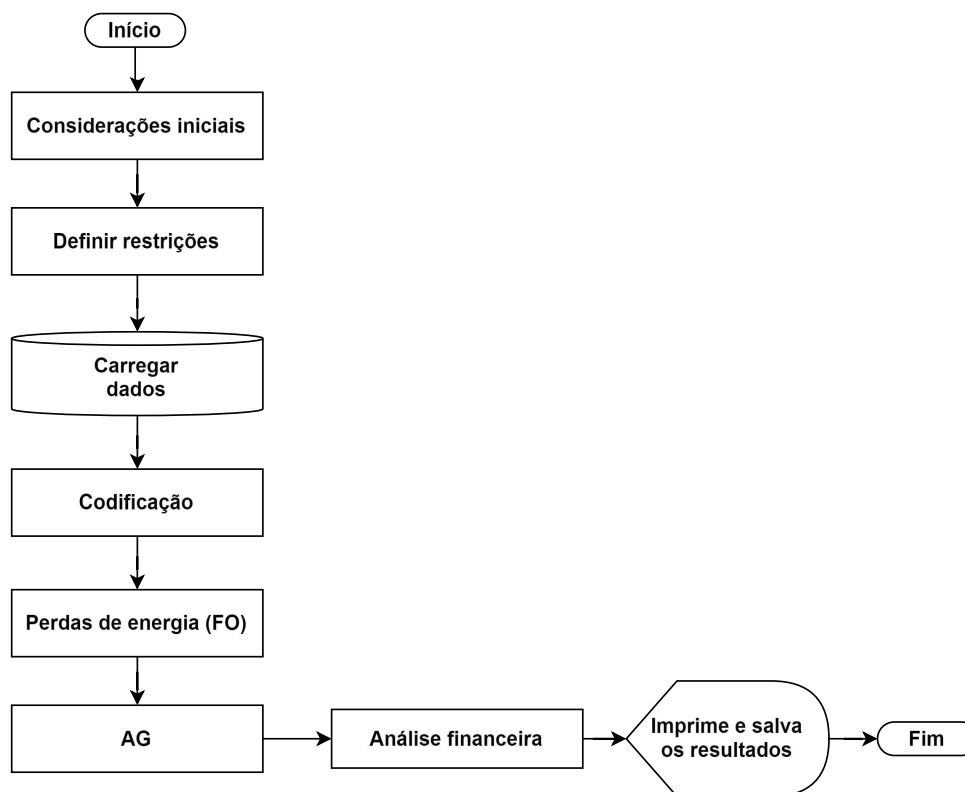 Início
Considerações iniciais
Definir restrições
Carregar
dados
Codificação
Perdas de energia (FO)
AG
Análise financeira
Imprime e salva
os resultados
Fim